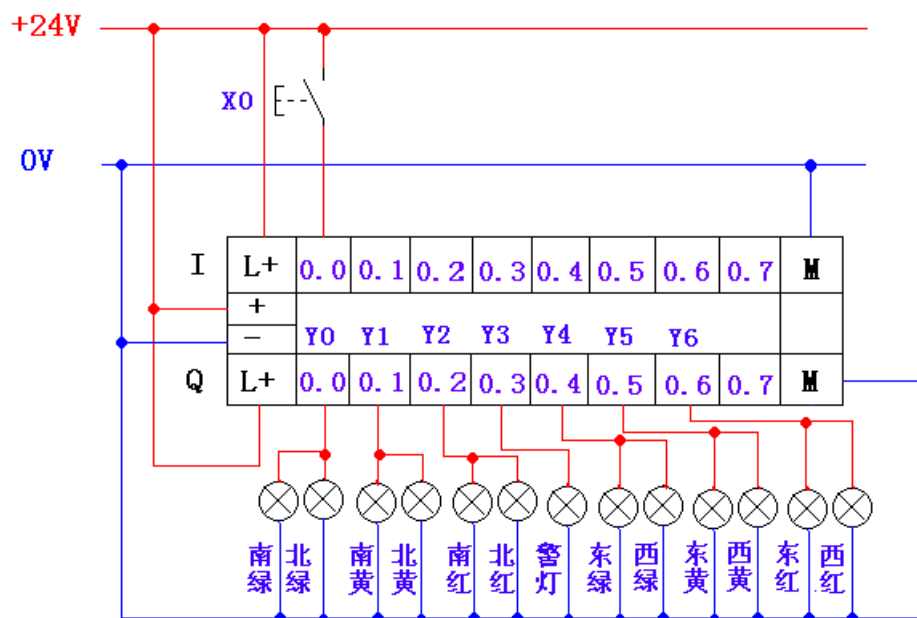 +24V
X0
0V
I L+ 0.0 0.1 0.2 0.3 0.4 0.5 0.6 0.7 M
+
− Y0 Y1 Y2 Y3 Y4 Y5 Y6
Q L+ 0.0 0.1 0.2 0.3 0.4 0.5 0.6 0.7 M
南绿 北绿 南黄 北黄 南红 北红 警灯 东绿 西绿 东黄 西黄 东红 西红